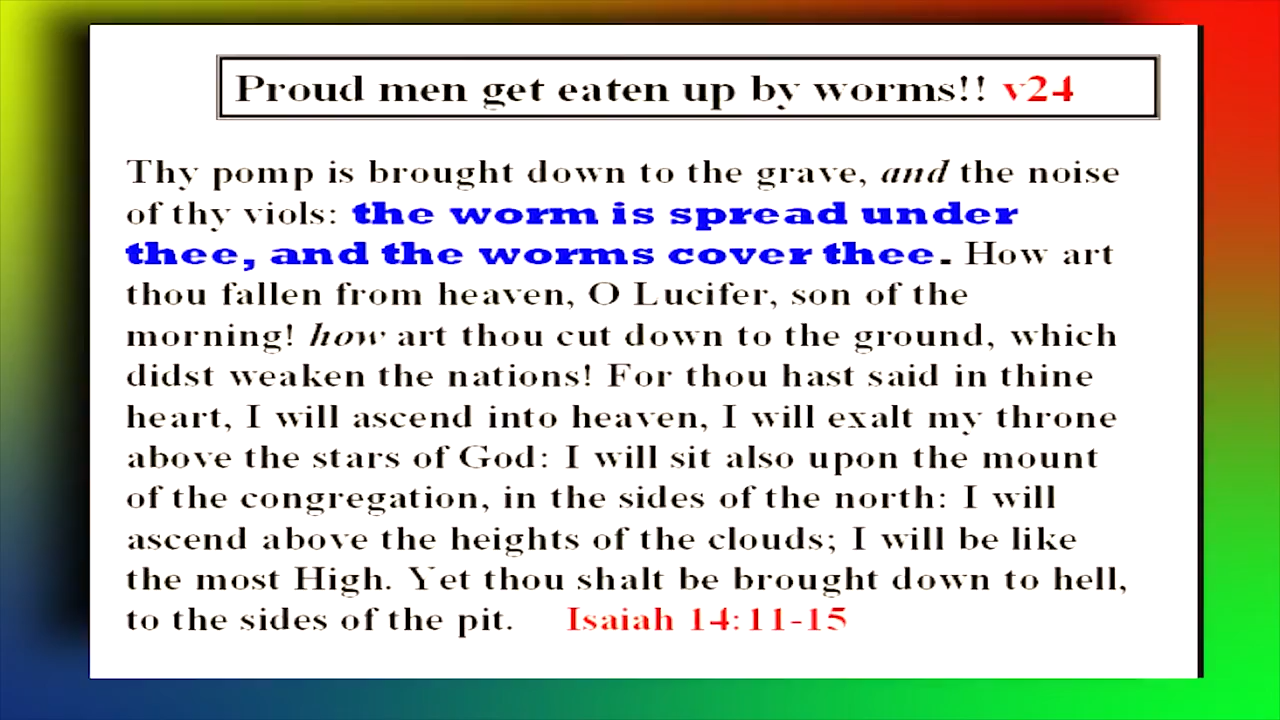 Proud men get eaten up by worms!! v24
Thy pomp is brought down to the grave, and the noise
of thy viols: the worm is spread under
thee, and the worms cover thee. How art
thou fallen from heaven, O Lucifer, son of the
morning! how art thou cut down to the ground, which
didst weaken the nations! For thou hast said in thine
heart, I will ascend into heaven, I will exalt my throne
above the stars of God: I will sit also upon the mount
of the congregation, in the sides of the north: I will
ascend above the heights of the clouds; I will be like
the most High. Yet thou shalt be brought down to hell,
to the sides of the pit. Isaiah 14:11-15